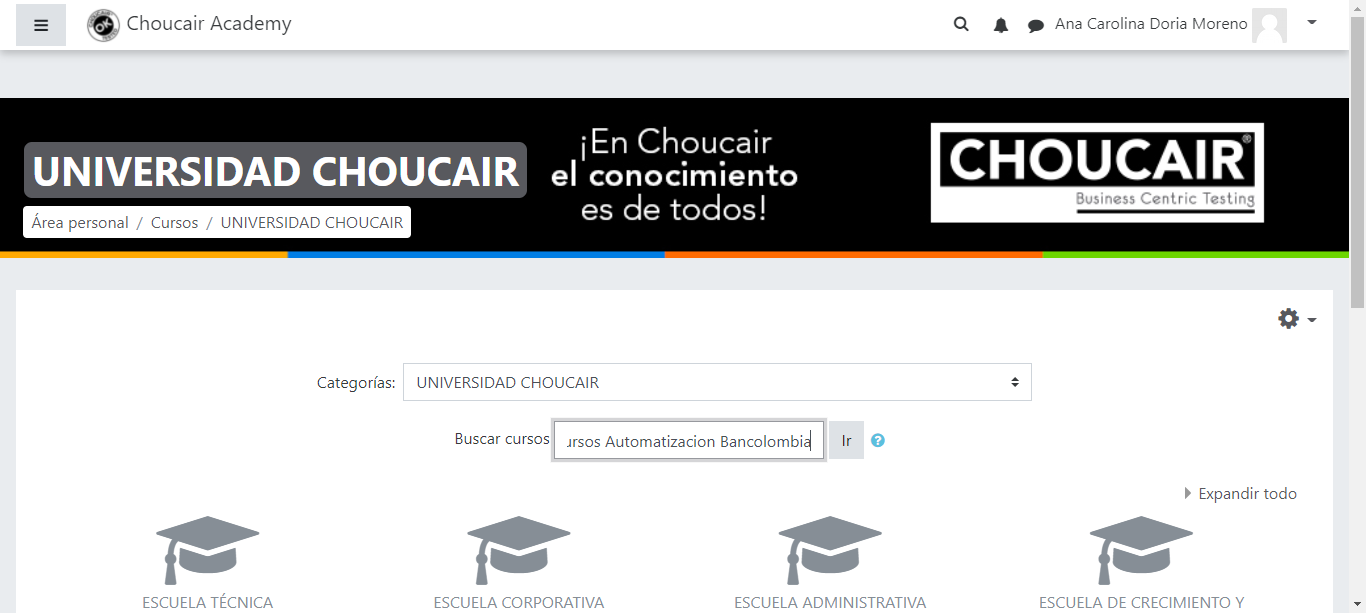 Choucair Academy
Ana Carolina Doria Moreno
UNIVERSIDAD CHOUCAIR
Área personal / Cursos / UNIVERSIDAD CHOUCAIR
¡En Choucair
el conocimiento
es de todos!
CHOUCAIR®
Business Centric Testing
Categorías: UNIVERSIDAD CHOUCAIR
Buscar cursos ursos Automatizacion Bancolombia Ir ?
Expandir todo
ESCUELA TÉCNICA
ESCUELA CORPORATIVA
ESCUELA ADMINISTRATIVA
ESCUELA DE CRECIMIENTO Y